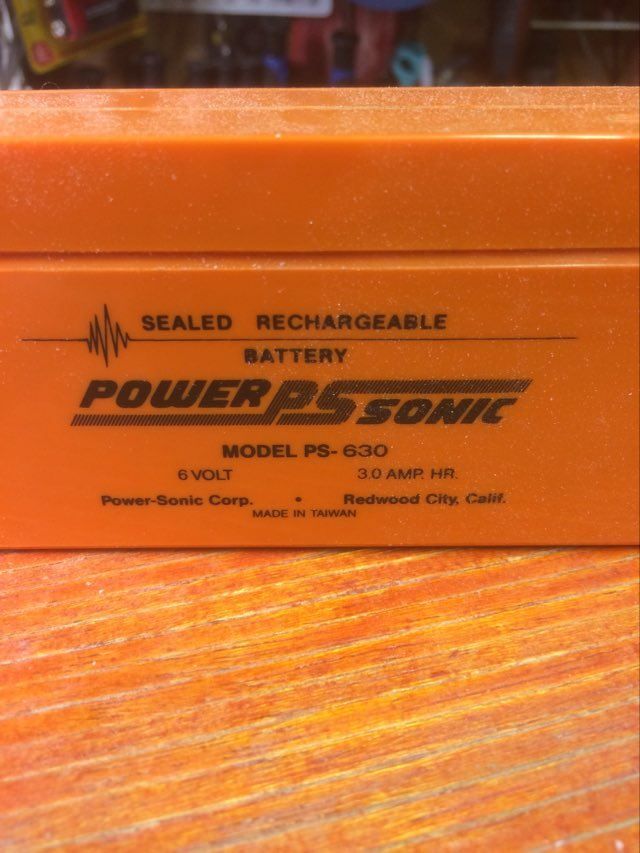 SEALED RECHARGEABLE
BATTERY
POWER PS SONIC
MODEL PS-630
6 VOLT 3.0 AMP. HR.
Power-Sonic Corp. • Redwood City, Calif.
MADE IN TAIWAN